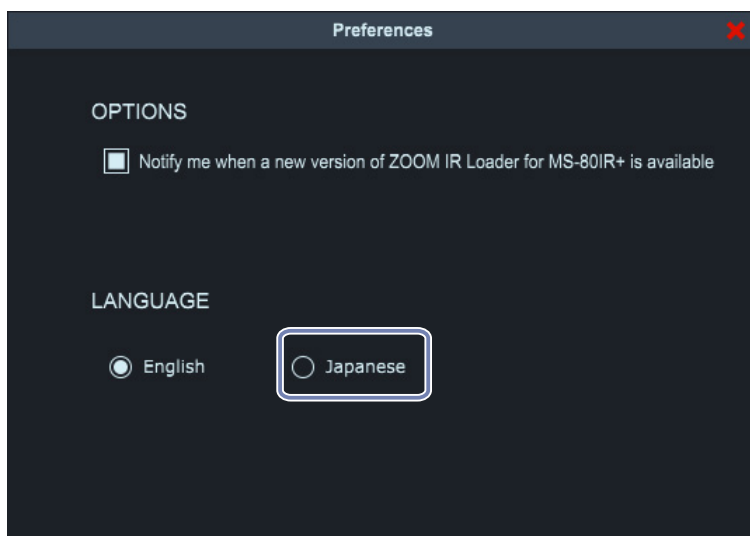 Preferences
OPTIONS
Notify me when a new version of ZOOM IR Loader for MS-80IR+ is available
LANGUAGE
English Japanese